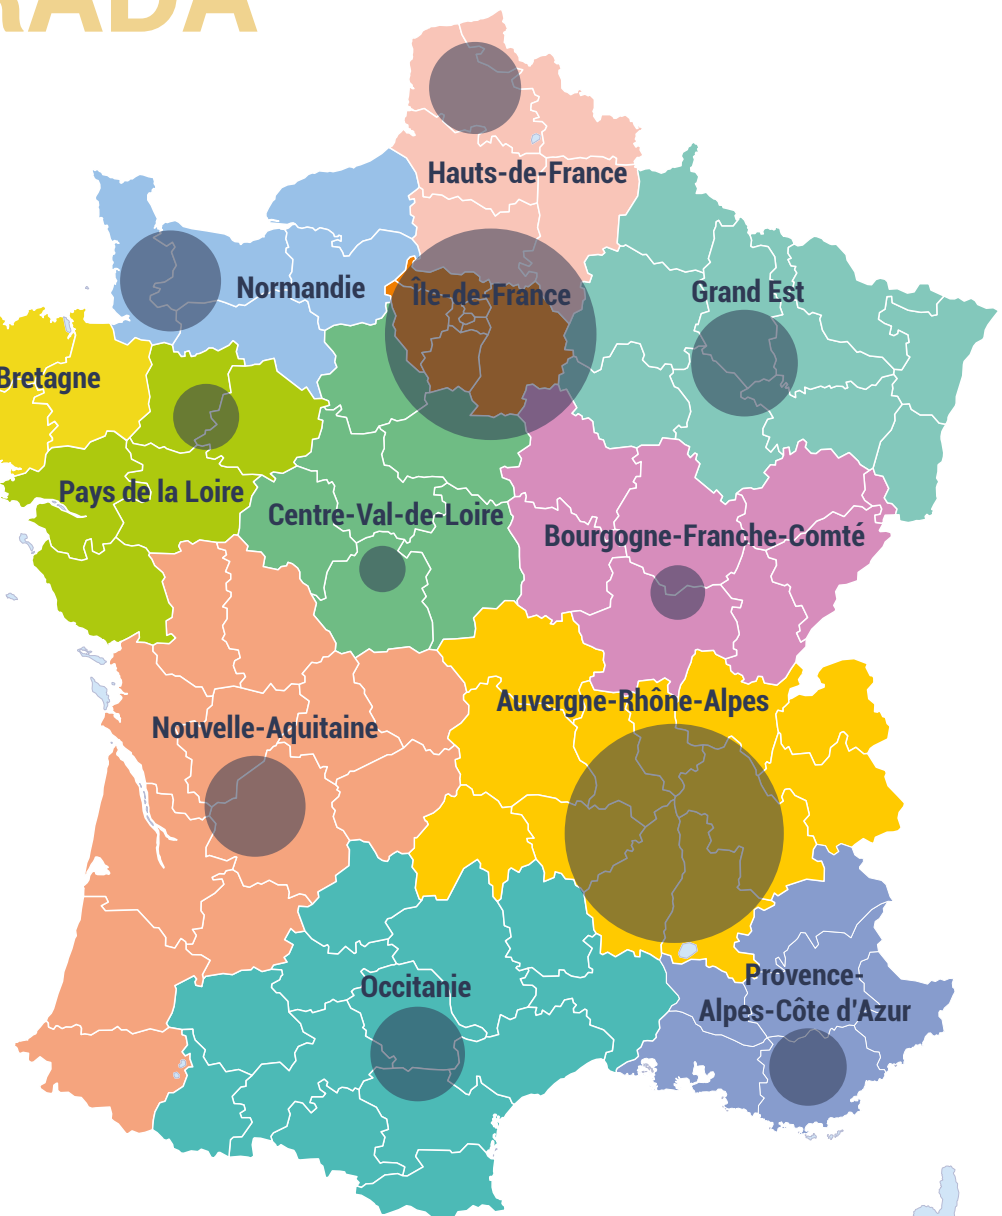 RADA
Hauts-de-France
Normandie
Île-de-France
Grand Est
Bretagne
Pays de la Loire
Centre-Val-de-Loire
Bourgogne-Franche-Comté
Auvergne-Rhône-Alpes
Nouvelle-Aquitaine
Occitanie
Provence-
Alpes-Côte d'Azur